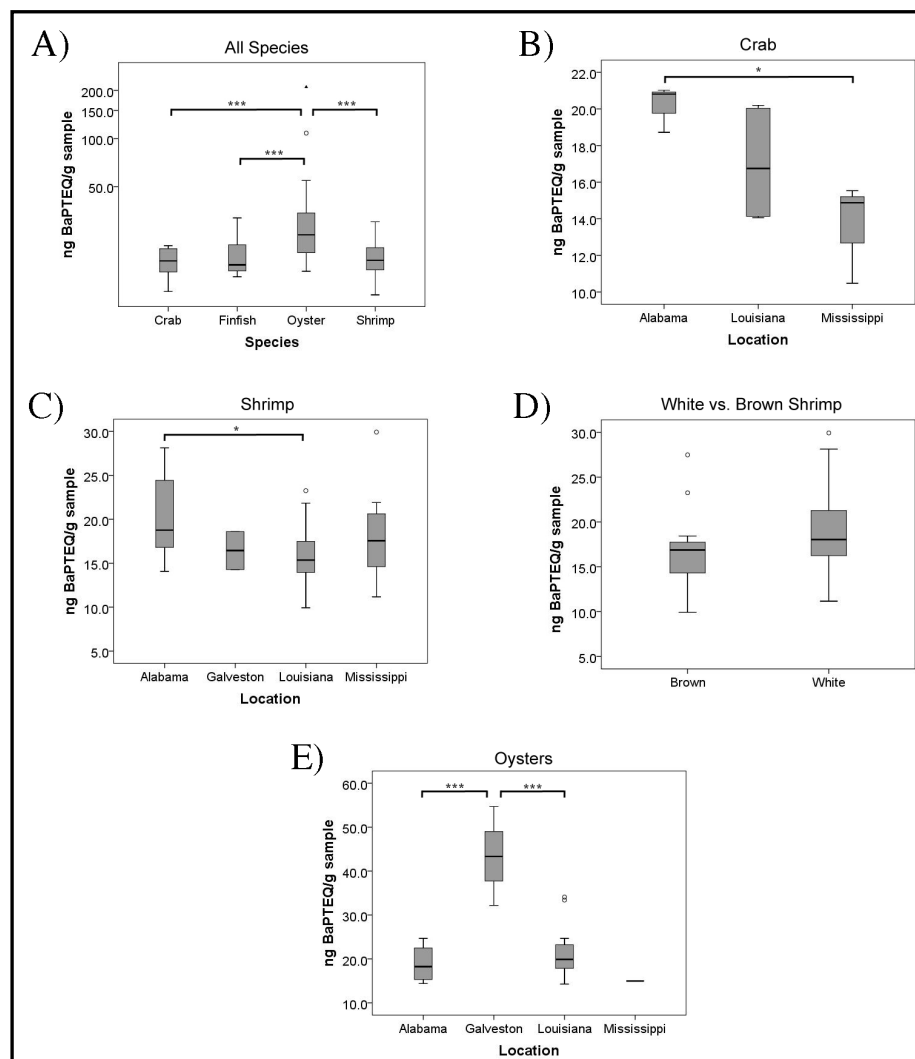 A)
All Species
ng BaPTEQ/g sample
200.0
150.0
100.0
50.0
***
***
***
Crab Finfish Oyster Shrimp
Species
B)
Crab
ng BaPTEQ/g sample
22.0
20.0
18.0
16.0
14.0
12.0
10.0
*
Alabama Louisiana Mississippi
Location
C)
Shrimp
ng BaPTEQ/g sample
30.0
25.0
20.0
15.0
10.0
5.0
*
Alabama Galveston Louisiana Mississippi
Location
D)
White vs. Brown Shrimp
ng BaPTEQ/g sample
30.0
25.0
20.0
15.0
10.0
5.0
Brown White
E)
Oysters
ng BaPTEQ/g sample
60.0
50.0
40.0
30.0
20.0
10.0
*** ***
Alabama Galveston Louisiana Mississippi
Location